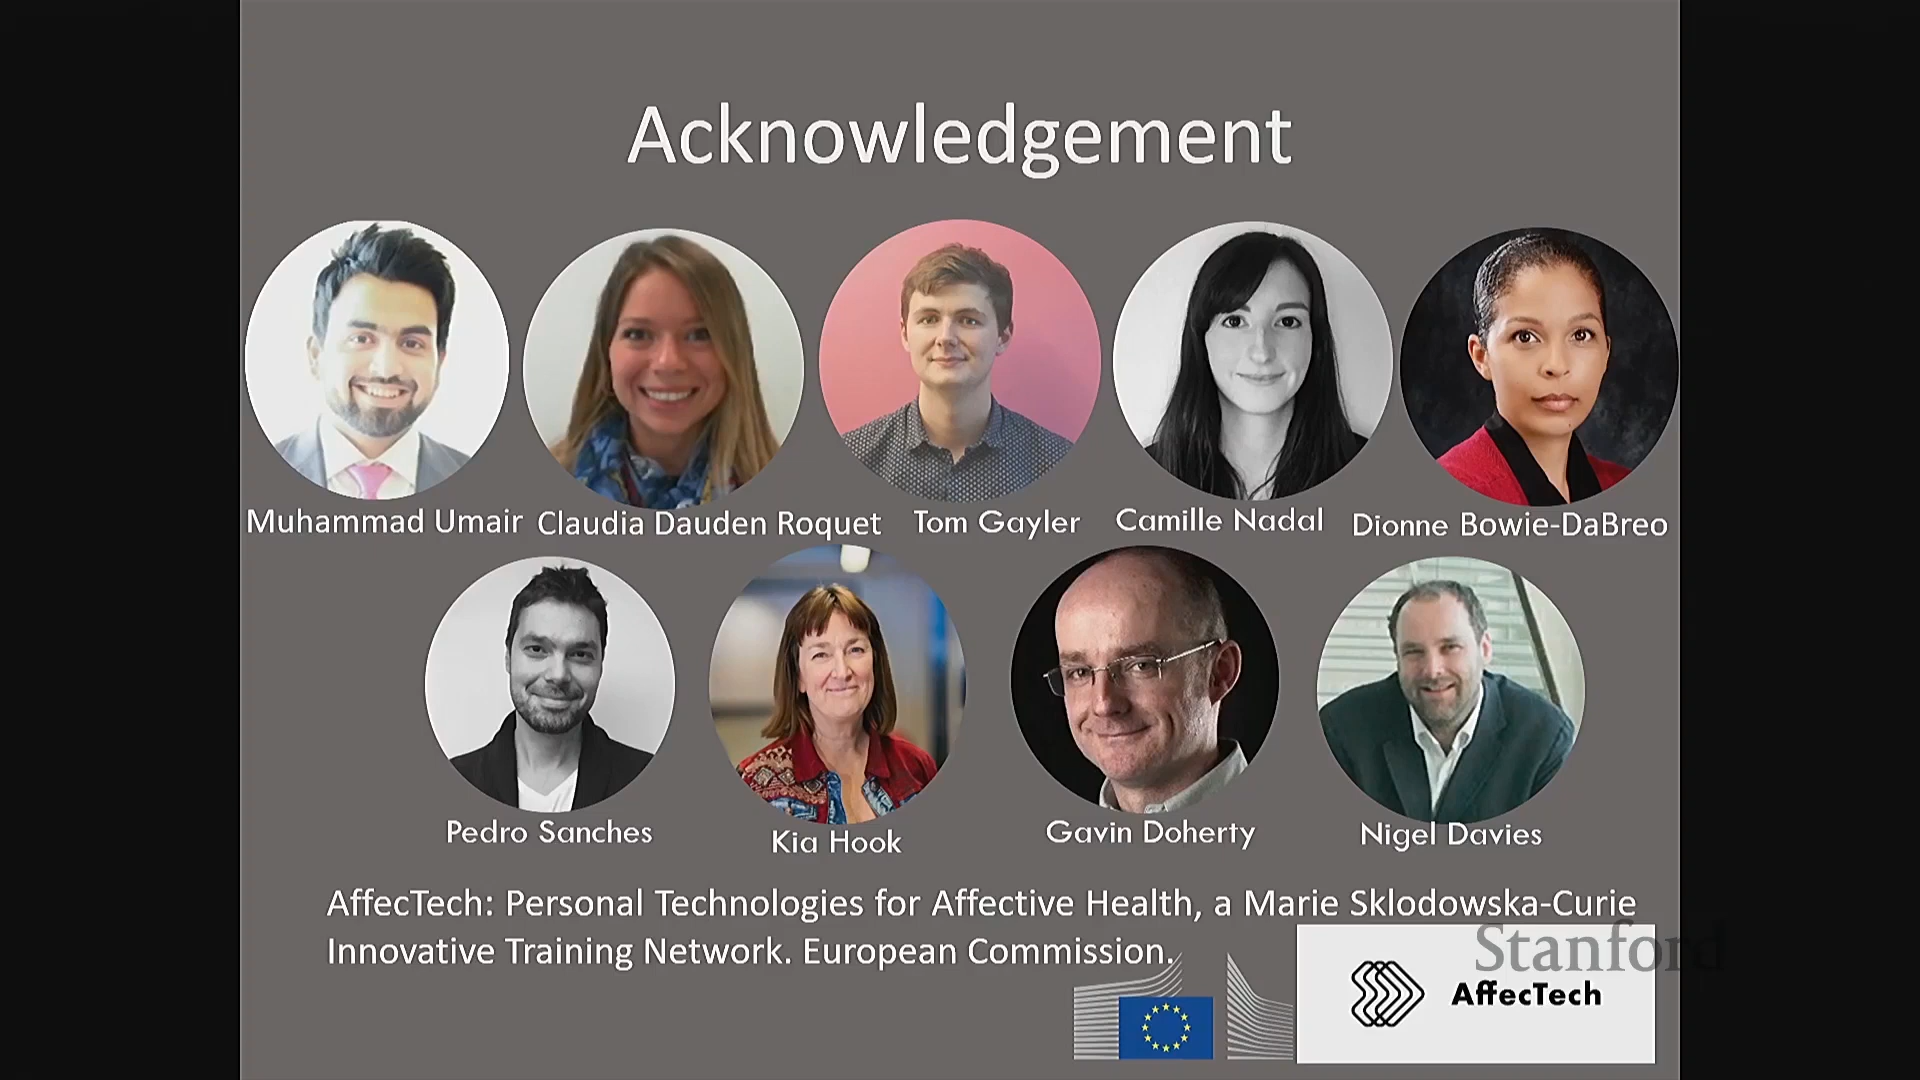 Acknowledgement
Muhammad Umair
Claudia Dauden Roquet
Tom Gayler
Camille Nadal
Dionne Bowie-DaBreo
Pedro Sanches
Kia Hook
Gavin Doherty
Nigel Davies
AffecTech: Personal Technologies for Affective Health, a Marie Sklodowska-Curie
Innovative Training Network. European Commission.
Stanford
AffecTech